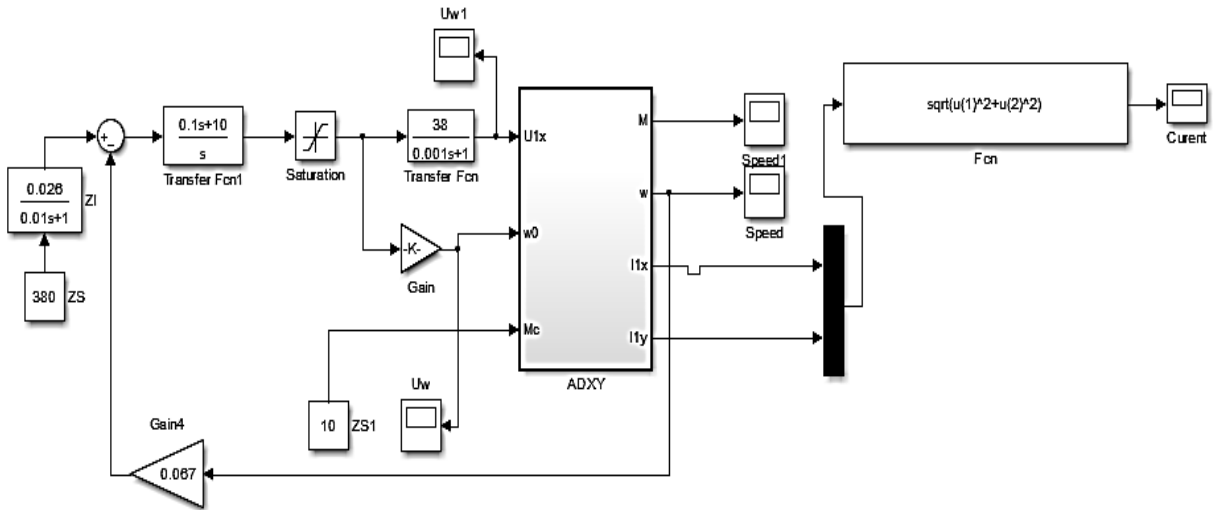 Uw1
sqrt(u(1)^2+u(2)^2)
Fcn
Curent
0.1s+10
s
Transfer Fcn1
Saturation
38
0.001s+1
Transfer Fcn
U1x
w0
Mc
M
w
I1x
I1y
ADXY
Speed1
Speed
+
−
0.026
0.01s+1
ZI
380
ZS
-K-
Gain
10
ZS1
Uw
Gain4
0.067